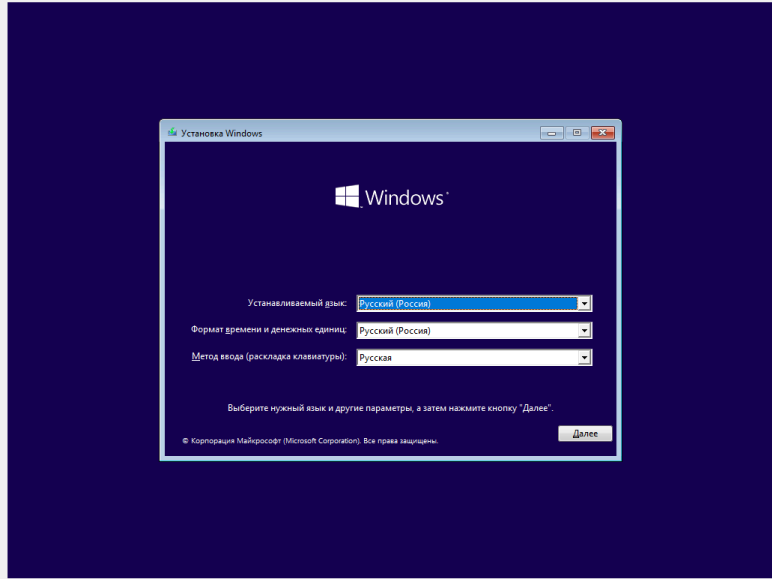 Установка Windows
Windows
Устанавливаемый язык: Русский (Россия)
Формат времени и денежных единиц: Русский (Россия)
Метод ввода (раскладка клавиатуры): Русская
Выберите нужный язык и другие параметры, а затем нажмите кнопку "Далее".
Далее
© Корпорация Майкрософт (Microsoft Corporation). Все права защищены.